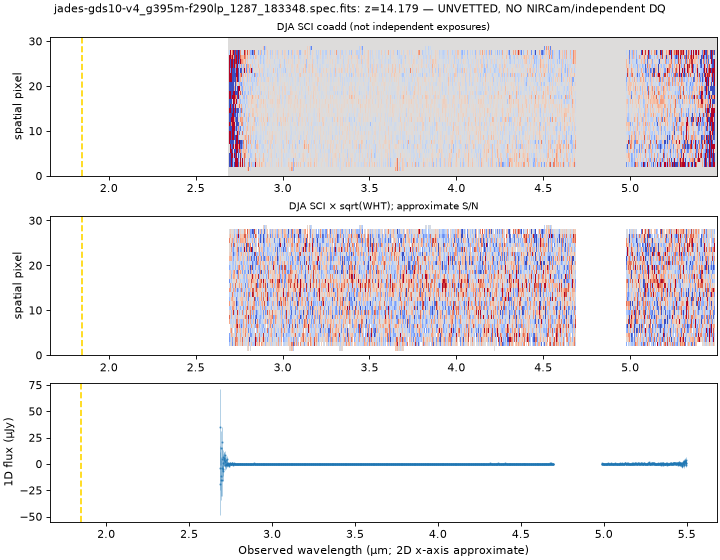 jades-gds10-v4_g395m-f290lp_1287_183348.spec.fits: z=14.179 — UNVETTED, NO NIRCam/independent DQ
DJA SCI coadd (not independent exposures)
30
20
10
0
spatial pixel
2.0 2.5 3.0 3.5 4.0 4.5 5.0
DJA SCI × sqrt(WHT); approximate S/N
30
20
10
0
spatial pixel
2.0 2.5 3.0 3.5 4.0 4.5 5.0
75
50
25
0
−25
−50
1D flux (μJy)
2.0 2.5 3.0 3.5 4.0 4.5 5.0 5.5
Observed wavelength (μm; 2D x-axis approximate)